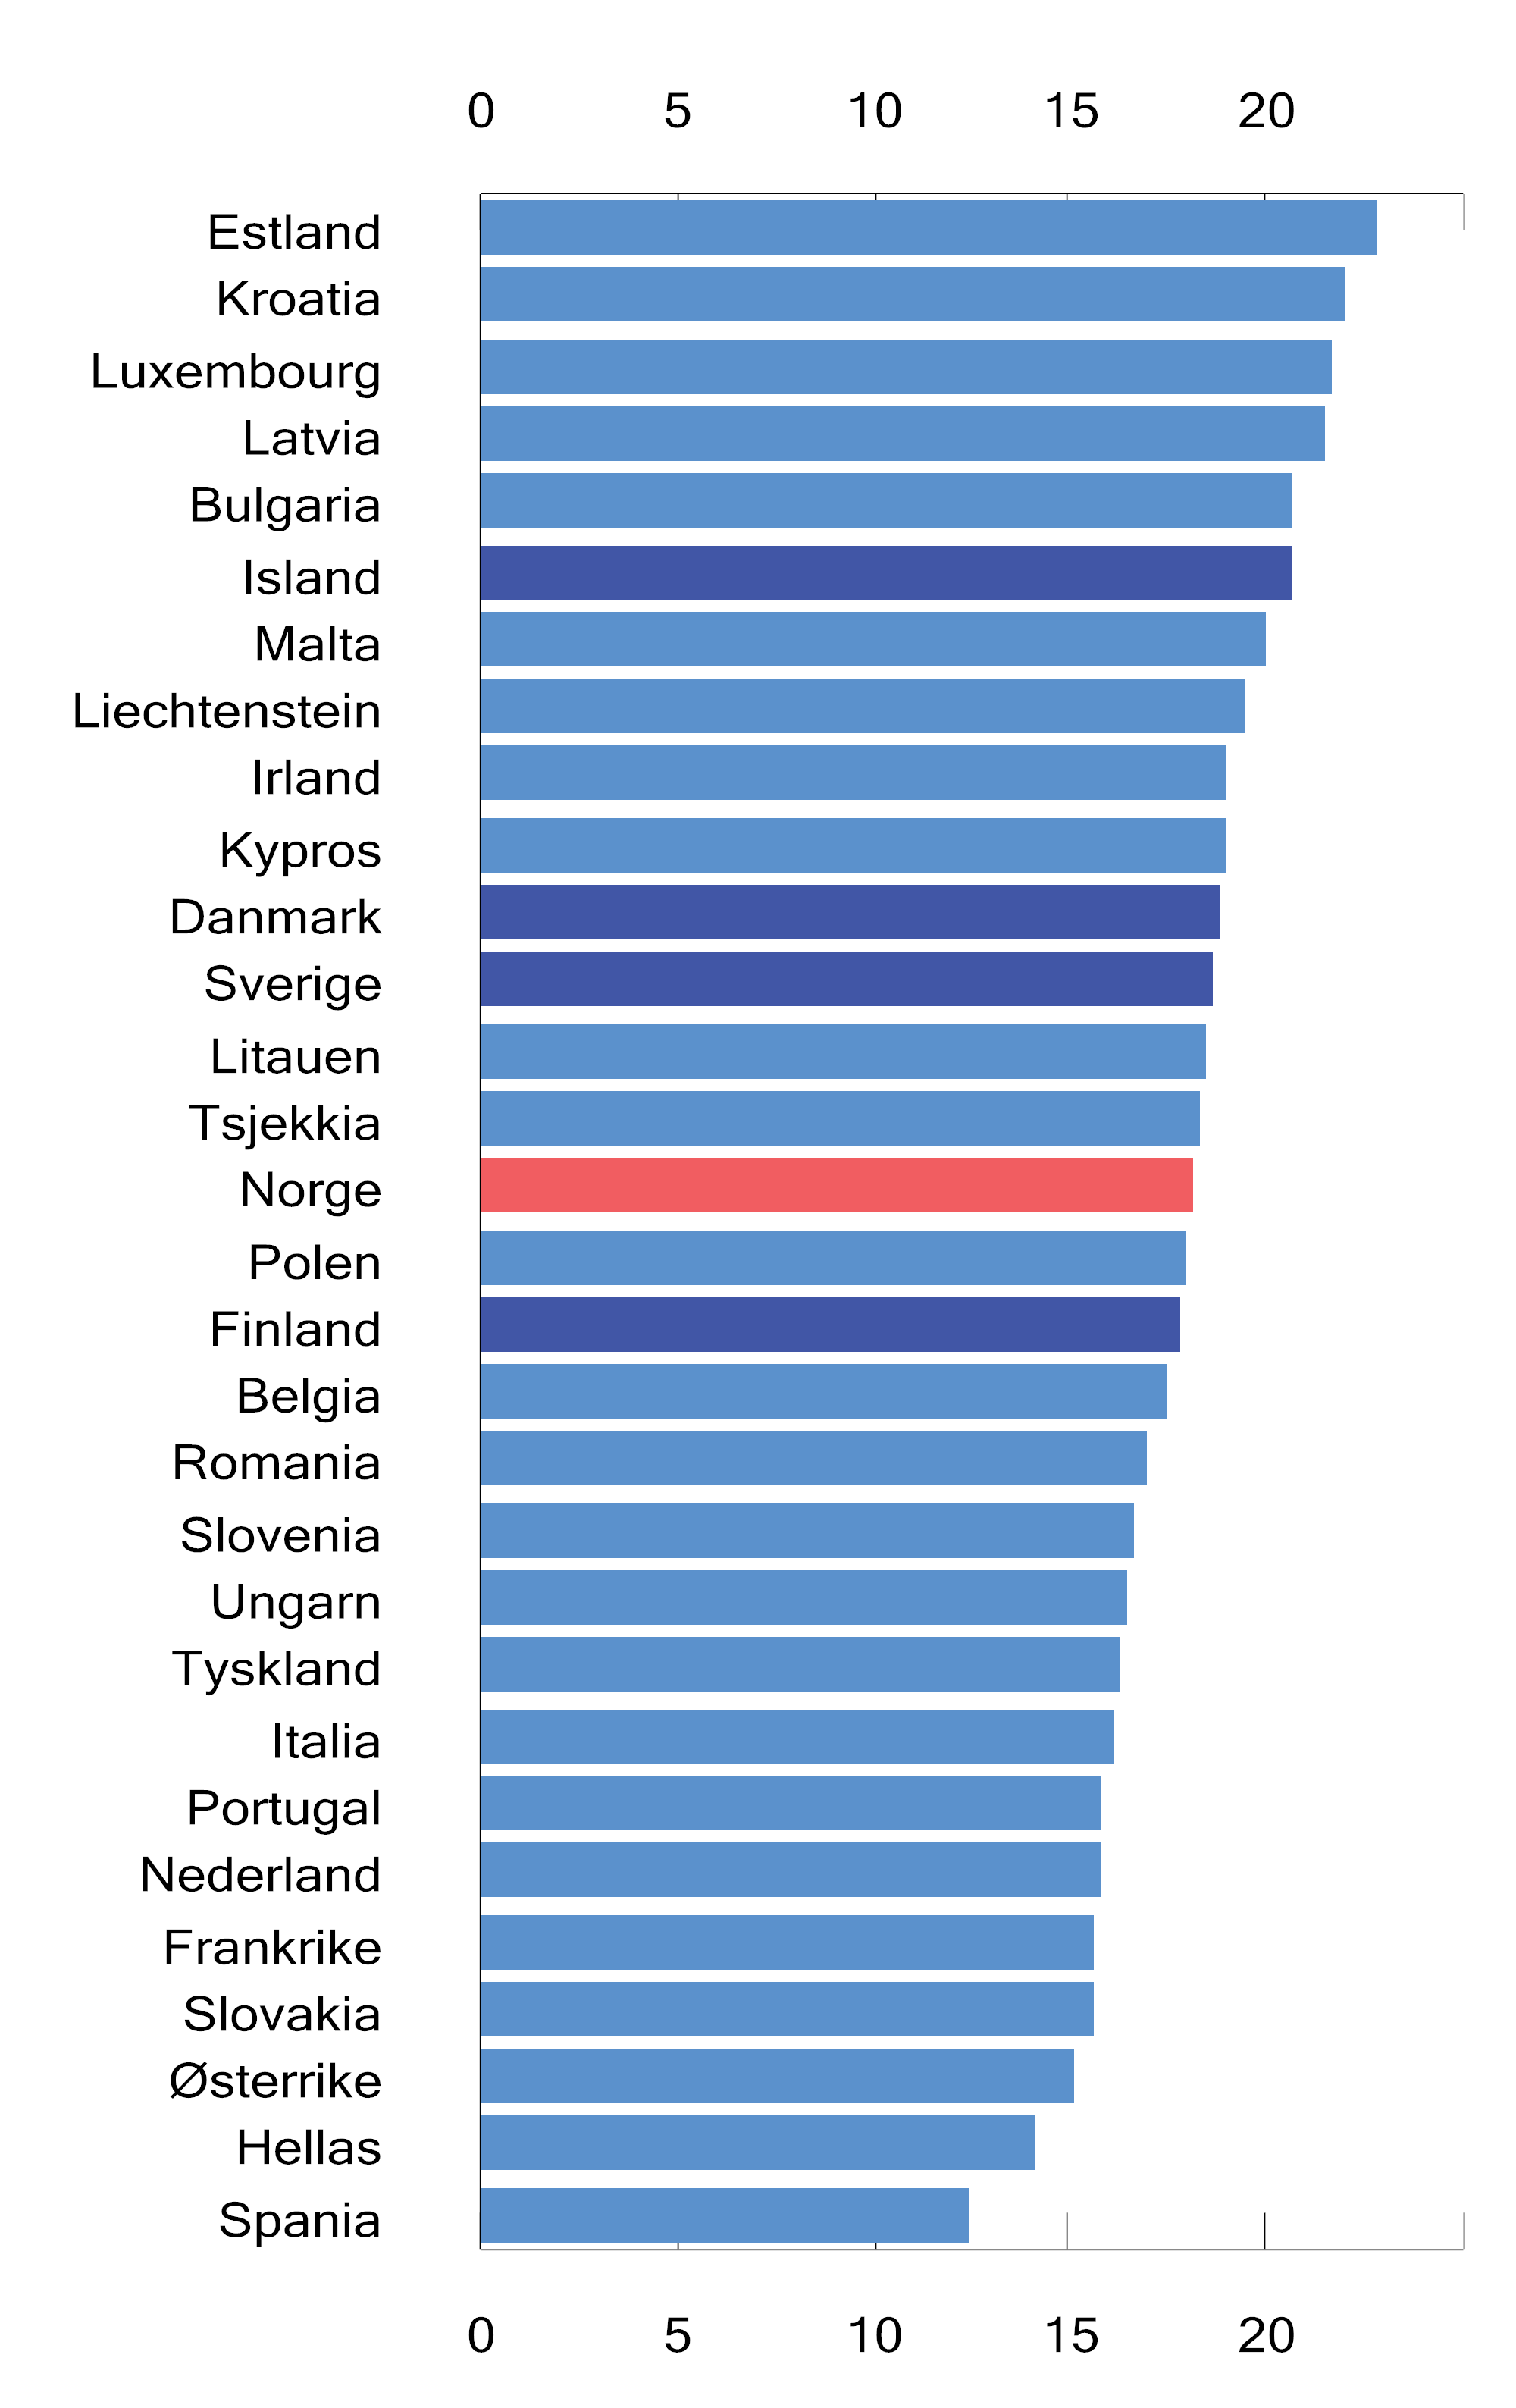 0 5 10 15 20
Estland
Kroatia
Luxembourg
Latvia
Bulgaria
Island
Malta
Liechtenstein
Irland
Kypros
Danmark
Sverige
Litauen
Tsjekkia
Norge
Polen
Finland
Belgia
Romania
Slovenia
Ungarn
Tyskland
Italia
Portugal
Nederland
Frankrike
Slovakia
Østerrike
Hellas
Spania
0 5 10 15 20